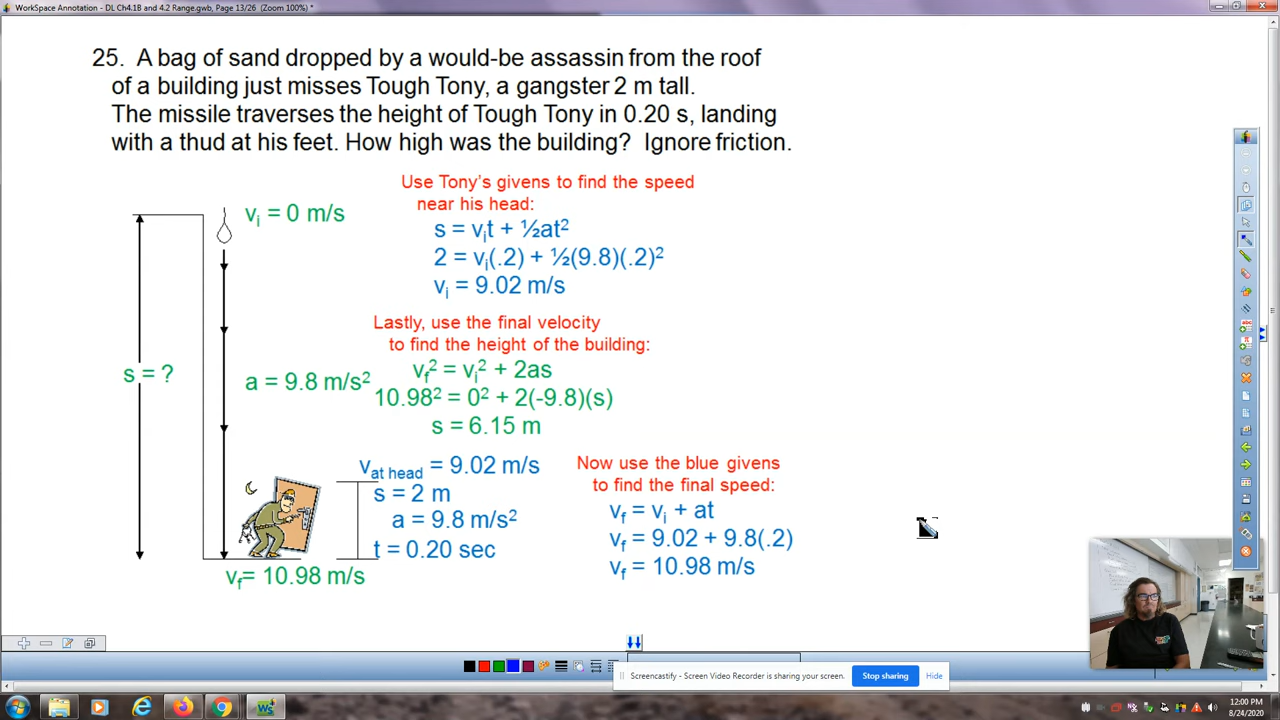 WorkSpace Annotation - DL Ch4.1B and 4.2 Range.gwb, Page 13/26 (Zoom 100%) *
25. A bag of sand dropped by a would-be assassin from the roof
of a building just misses Tough Tony, a gangster 2 m tall.
The missile traverses the height of Tough Tony in 0.20 s, landing
with a thud at his feet. How high was the building? Ignore friction.
Use Tony's givens to find the speed
near his head:
vᵢ = 0 m/s
s = vᵢt + ½at²
2 = vᵢ(.2) + ½(9.8)(.2)²
vᵢ = 9.02 m/s
Lastly, use the final velocity
to find the height of the building:
s = ?
a = 9.8 m/s²
v_f² = vᵢ² + 2as
10.98² = 0² + 2(-9.8)(s)
s = 6.15 m
v_at head = 9.02 m/s
s = 2 m
a = 9.8 m/s²
t = 0.20 sec
v_f= 10.98 m/s
Now use the blue givens
to find the final speed:
v_f = vᵢ + at
v_f = 9.02 + 9.8(.2)
v_f = 10.98 m/s
Screencastify - Screen Video Recorder is sharing your screen.
Stop sharing
Hide
12:00 PM
8/24/2020